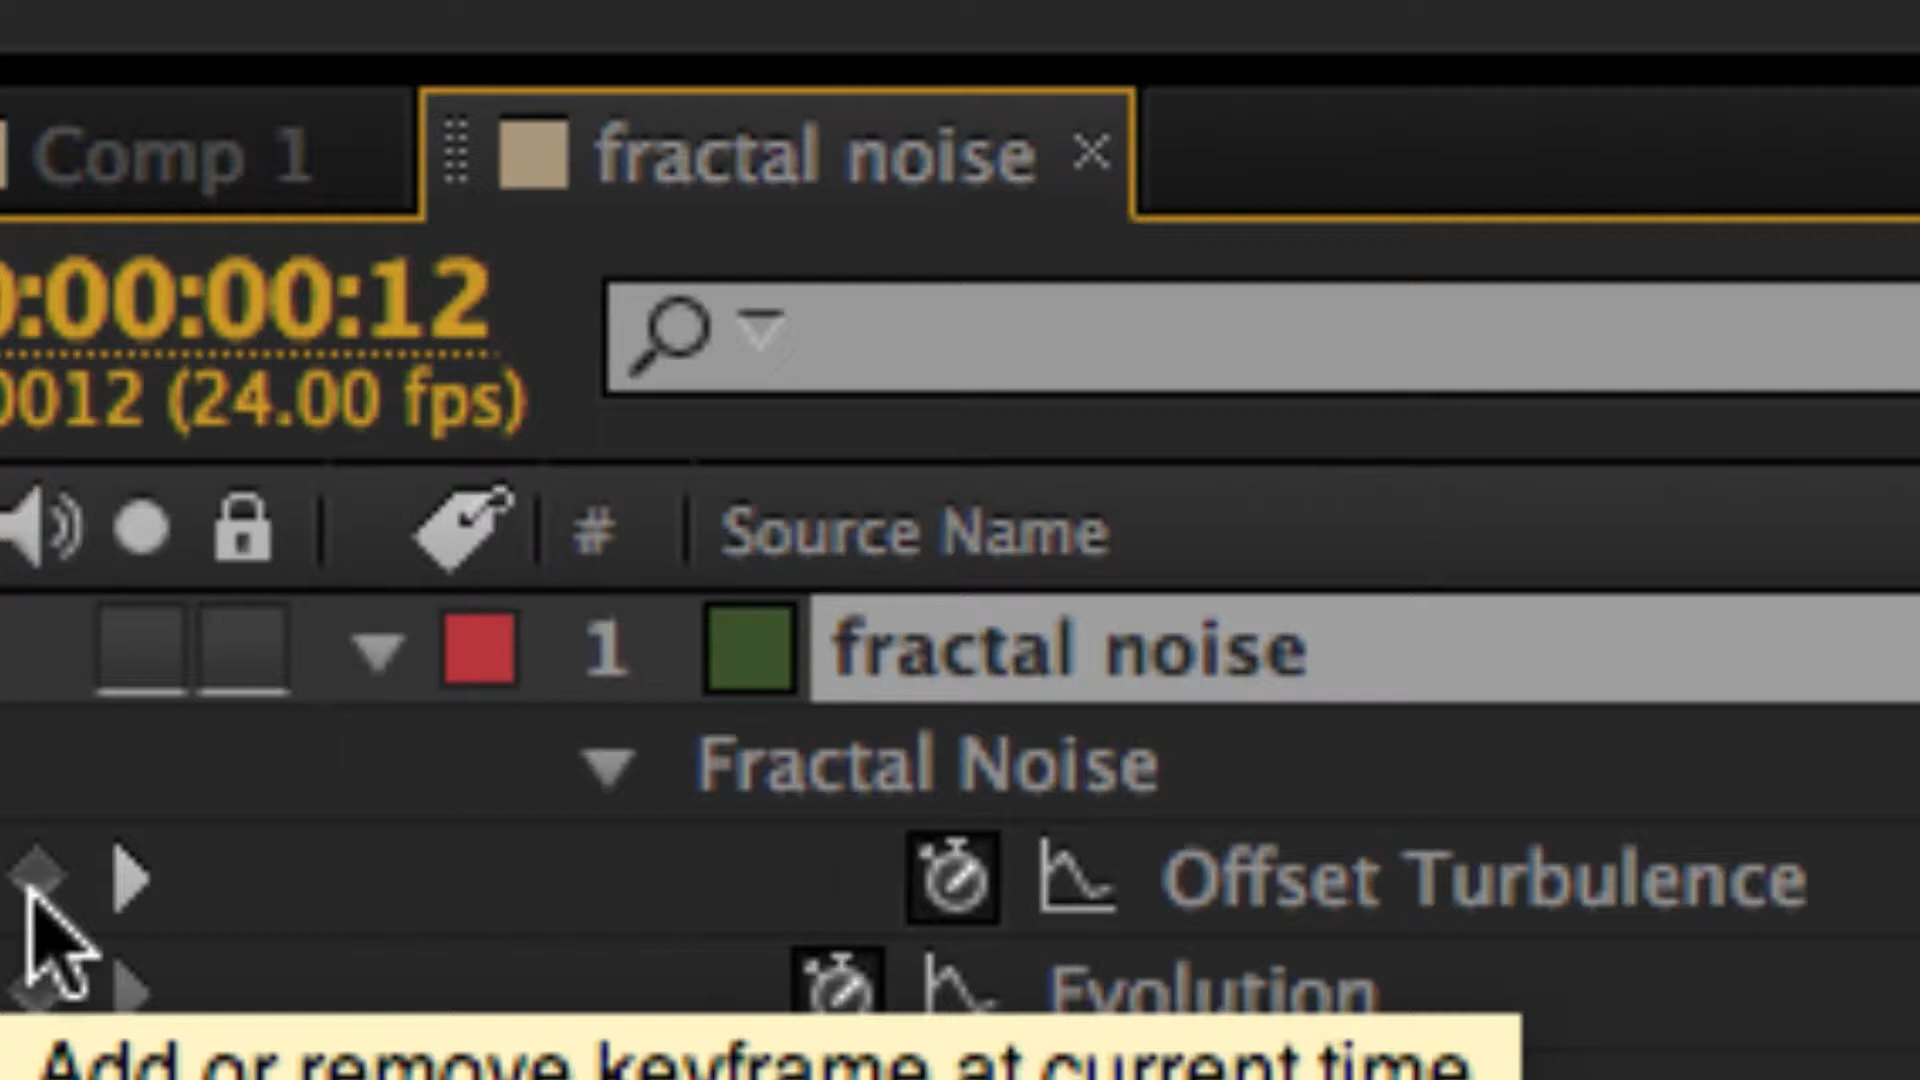 Comp 1
fractal noise ×
0:00:00:12
0012 (24.00 fps)
# Source Name
1 fractal noise
Fractal Noise
Offset Turbulence
Evolution
Add or remove keyframe at current time